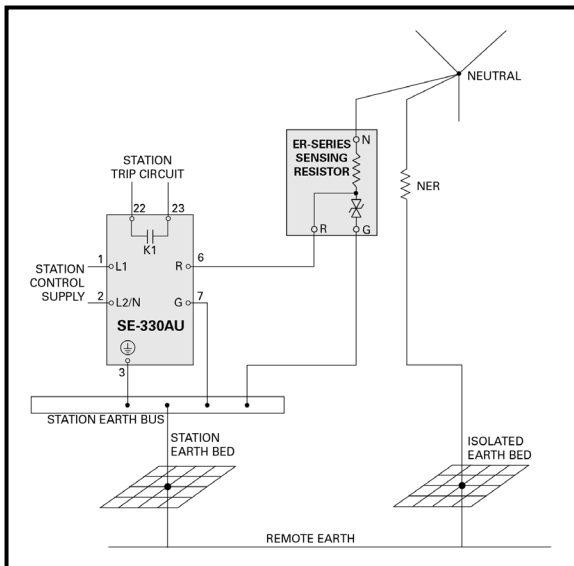 NEUTRAL
N
ER-SERIES
SENSING
RESISTOR
R
G
NER
STATION
TRIP CIRCUIT
22
23
K1
STATION
CONTROL
SUPPLY
1
L1
R
6
2
L2/N
G
7
SE-330AU
3
STATION EARTH BUS
STATION
EARTH BED
ISOLATED
EARTH BED
REMOTE EARTH